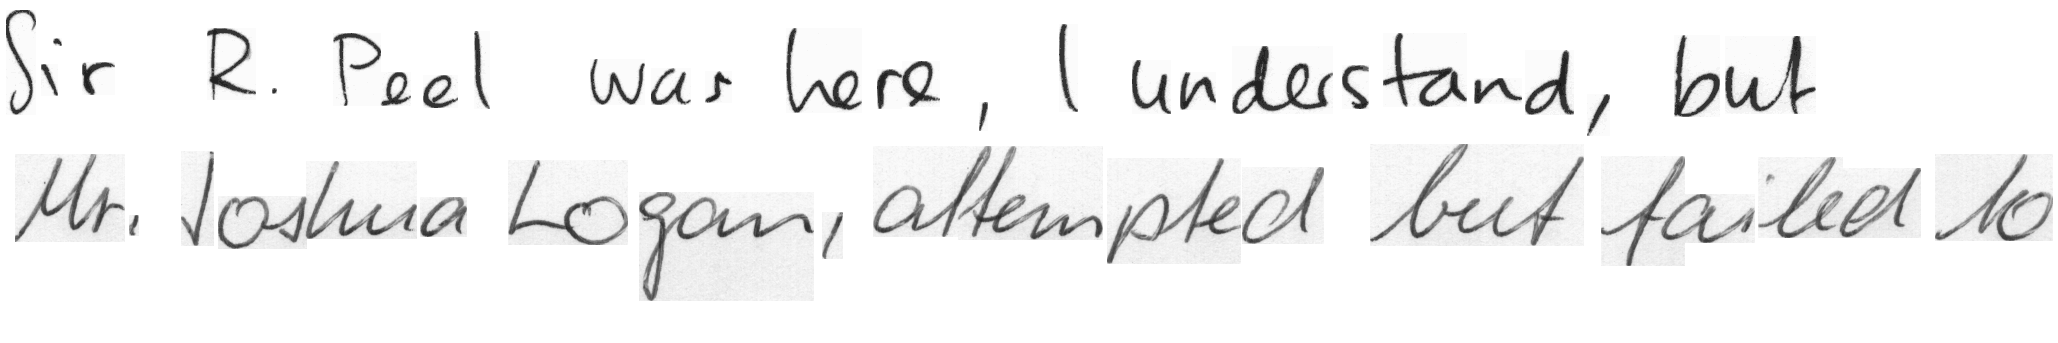 Sir R. Peel was here, I understand, but
Mr. Joshua Logan, attempted but failed to